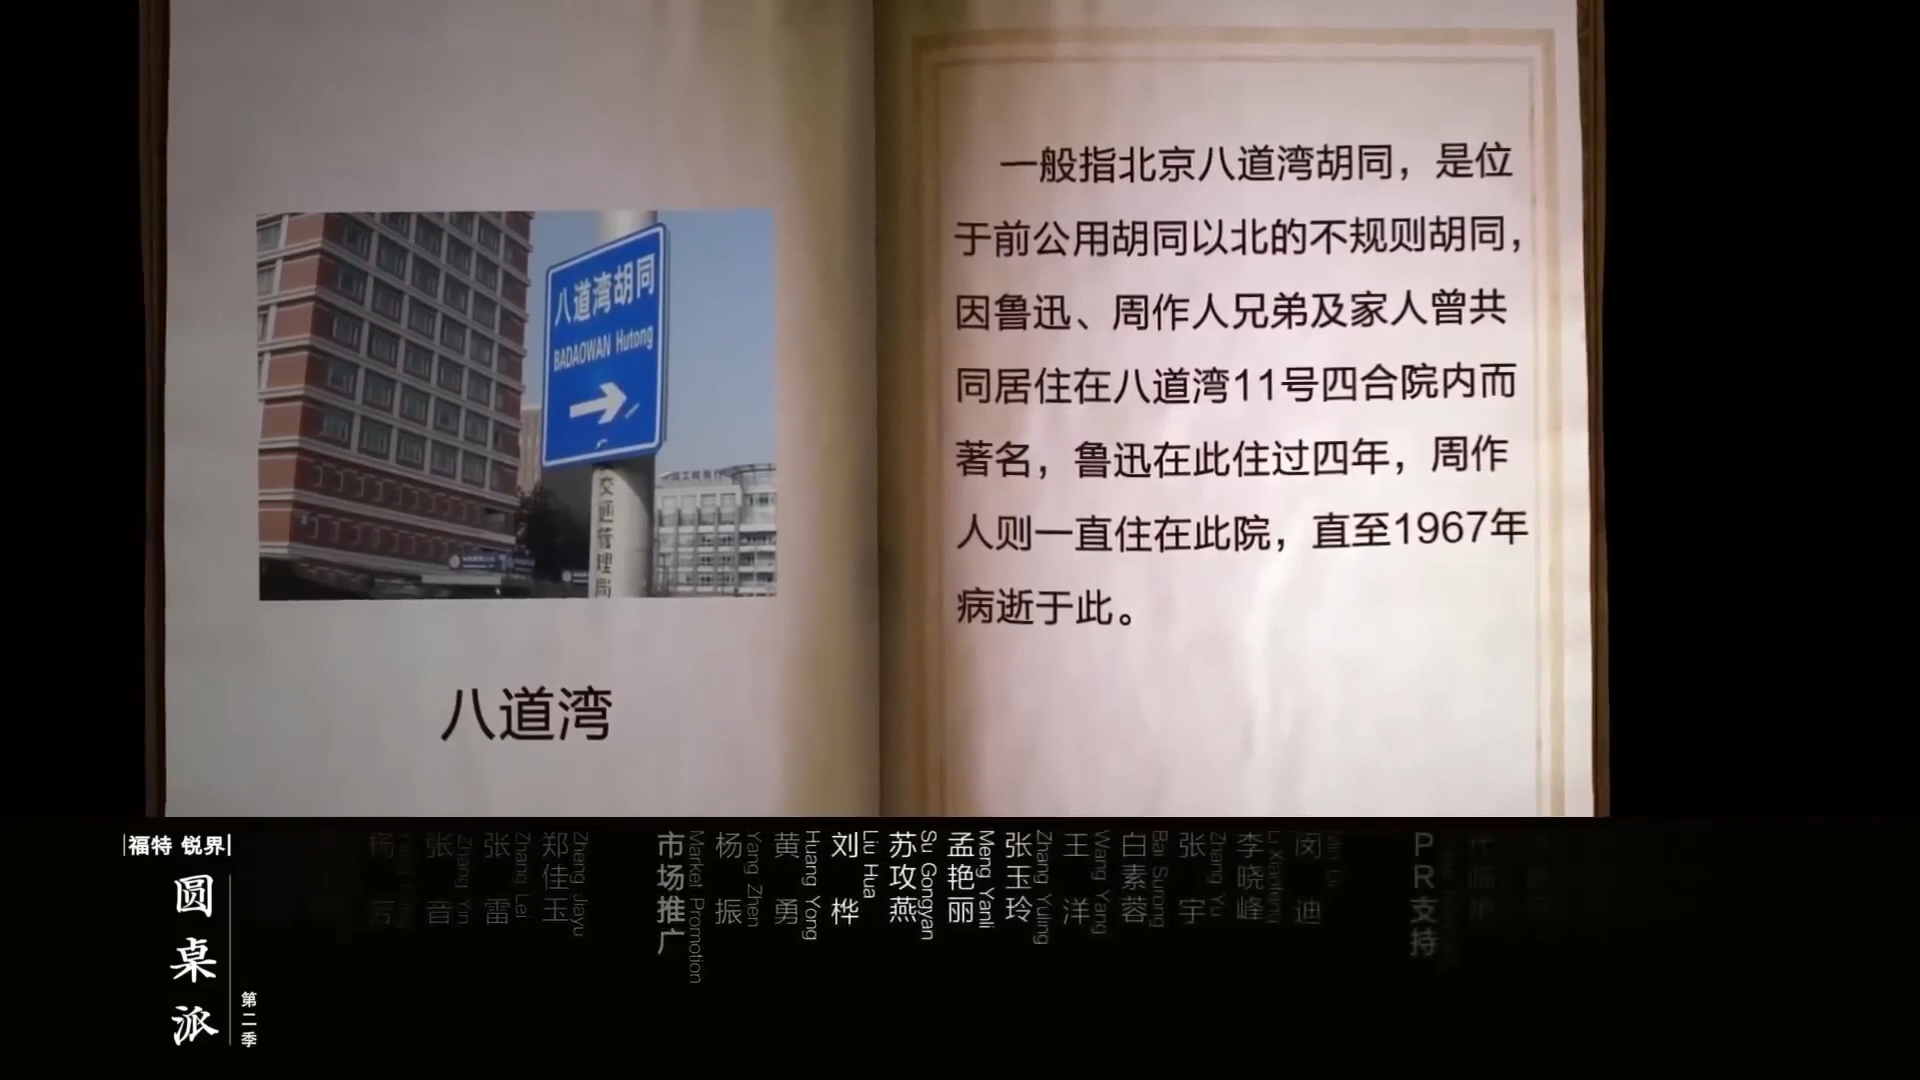 八道湾胡同
BADAOWAN Hutong
交通管理局
八道湾
一般指北京八道湾胡同，是位
于前公用胡同以北的不规则胡同，
因鲁迅、周作人兄弟及家人曾共
同居住在八道湾11号四合院内而
著名，鲁迅在此住过四年，周作
人则一直住在此院，直至1967年
病逝于此。
福特 锐界
圆桌派
第二季
张音
Zhang Yin
张雷
Zhang Lei
郑佳玉
Zheng Jiayu
市场推广
Market Promotion
杨振
Yang Zhen
黄勇
Huang Yong
刘桦
Liu Hua
苏攻燕
Su Gongyan
孟艳丽
Meng Yanli
张玉玲
Zhang Yuling
王洋
Wang Yang
白素蓉
Bai Surong
张宇
Zhang Yu
李晓峰
Li Xiaofeng
闵迪
PR支持